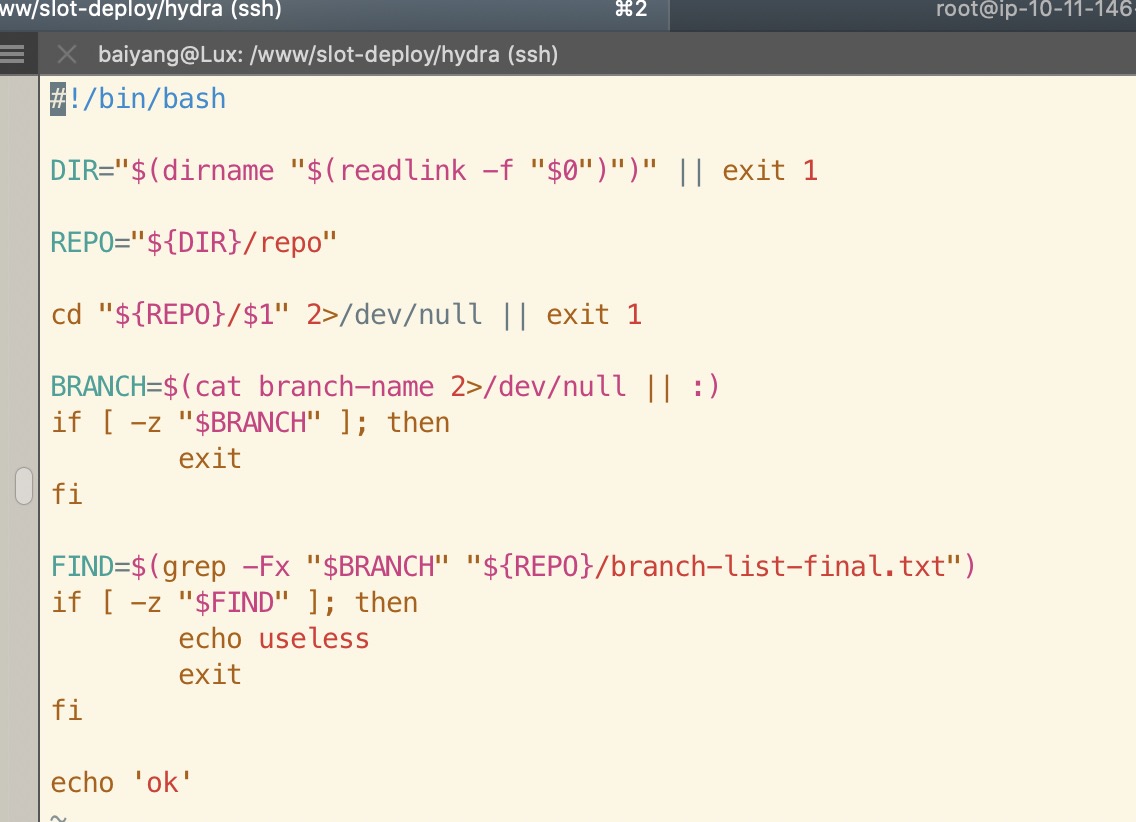 ww/slot-deploy/hydra (ssh) ⌘2 root@ip-10-11-146-
baiyang@Lux: /www/slot-deploy/hydra (ssh)
#!/bin/bash
DIR="$(dirname "$(readlink -f "$0")")" || exit 1
REPO="${DIR}/repo"
cd "${REPO}/$1" 2>/dev/null || exit 1
BRANCH=$(cat branch-name 2>/dev/null || :)
if [ -z "$BRANCH" ]; then
        exit
fi
FIND=$(grep -Fx "$BRANCH" "${REPO}/branch-list-final.txt")
if [ -z "$FIND" ]; then
        echo useless
        exit
fi
echo 'ok'
~